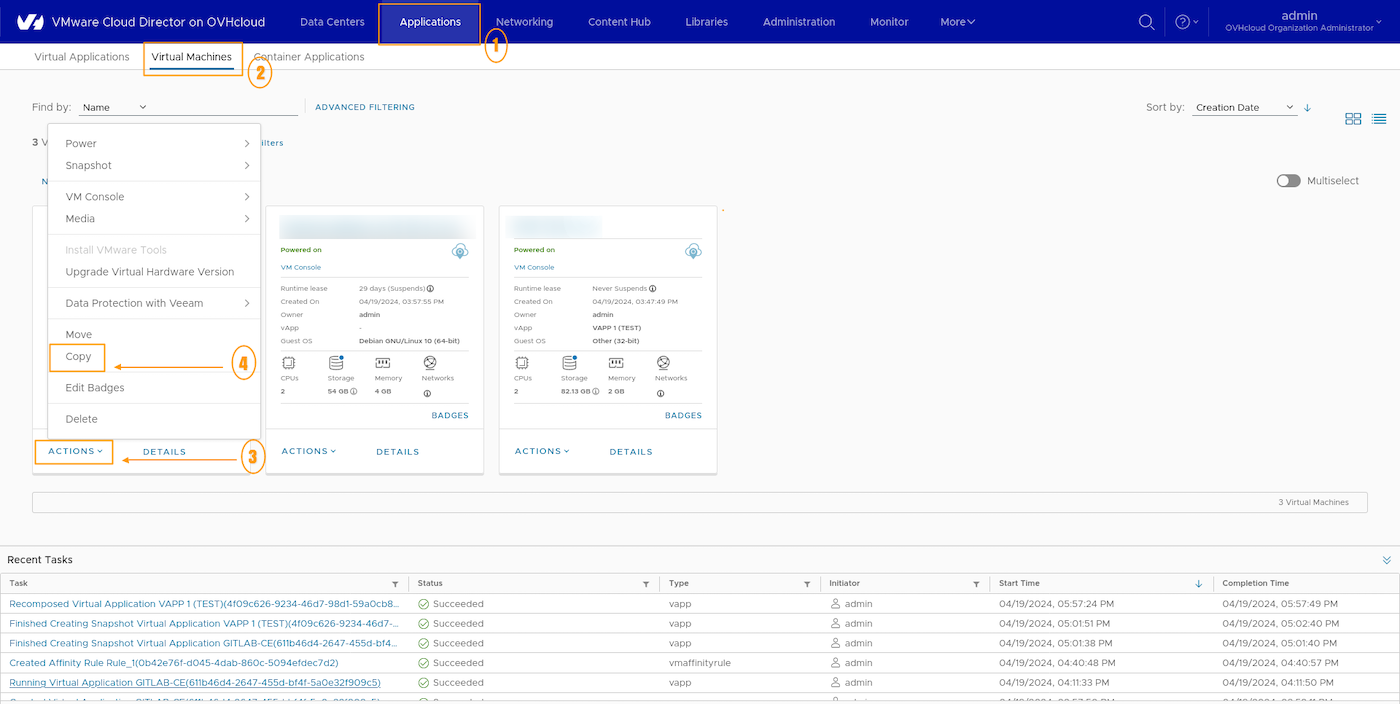 VMware Cloud Director on OVHcloud Data Centers Applications Networking Content Hub Libraries Administration Monitor More admin
OVHcloud Organization Administrator
1
Virtual Applications Virtual Machines Container Applications
2
Find by: Name ADVANCED FILTERING Sort by: Creation Date
3 V
Multiselect
Power
Snapshot
VM Console
Media
Install VMware Tools
Upgrade Virtual Hardware Version
Data Protection with Veeam
Move
Copy
4
Edit Badges
Delete
ACTIONS DETAILS
3
Powered on
VM Console
Runtime lease 29 days (Suspends)
Created On 04/19/2024, 03:57:55 PM
Owner admin
vApp -
Guest OS Debian GNU/Linux 10 (64-bit)
CPUs Storage Memory Networks
2 54 GB 4 GB
BADGES
ACTIONS DETAILS
Powered on
VM Console
Runtime lease Never Suspends
Created On 04/19/2024, 03:47:49 PM
Owner admin
vApp VAPP 1 (TEST)
Guest OS Other (32-bit)
CPUs Storage Memory Networks
2 82.13 GB 2 GB
BADGES
ACTIONS DETAILS
3 Virtual Machines
Recent Tasks
Task Status Type Initiator Start Time Completion Time
Recomposed Virtual Application VAPP 1 (TEST)(4f09c626-9234-46d7-98d1-59a0cb8... Succeeded vapp admin 04/19/2024, 05:57:24 PM 04/19/2024, 05:57:49 PM
Finished Creating Snapshot Virtual Application VAPP 1 (TEST)(4f09c626-9234-46d7-... Succeeded vapp admin 04/19/2024, 05:01:51 PM 04/19/2024, 05:02:40 PM
Finished Creating Snapshot Virtual Application GITLAB-CE(611b46d4-2647-455d-bf4... Succeeded vapp admin 04/19/2024, 05:01:38 PM 04/19/2024, 05:01:40 PM
Created Affinity Rule Rule_1(0b42e76f-d045-4dab-860c-5094efdec7d2) Succeeded vmaffinityrule admin 04/19/2024, 04:40:48 PM 04/19/2024, 04:40:57 PM
Running Virtual Application GITLAB-CE(611b46d4-2647-455d-bf4f-5a0e32f909c5) Succeeded vapp admin 04/19/2024, 04:11:33 PM 04/19/2024, 04:11:50 PM